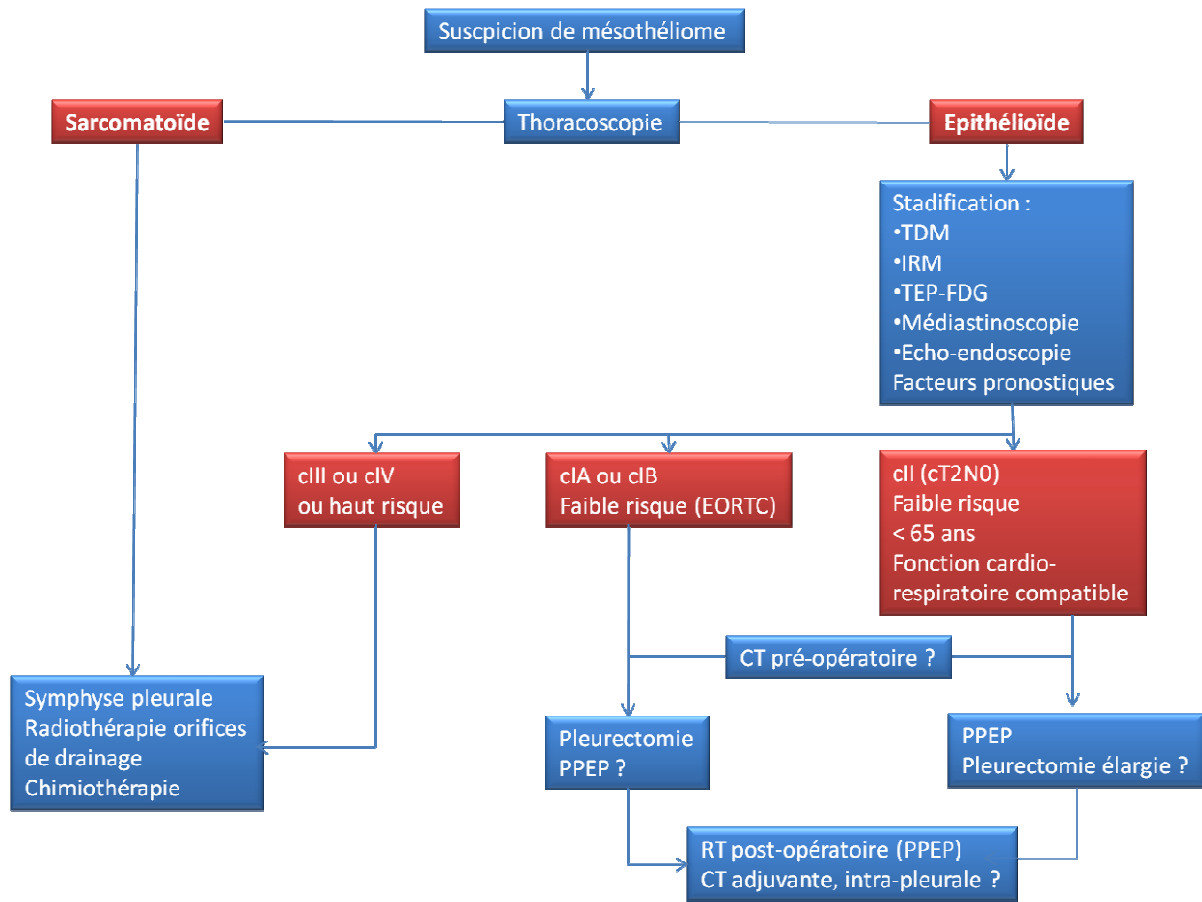 Suscpicion de mésothéliome
Sarcomatoïde
Thoracoscopie
Epithélioïde
Stadification :
•TDM
•IRM
•TEP-FDG
•Médiastinoscopie
•Echo-endoscopie
Facteurs pronostiques
cIII ou cIV
ou haut risque
cIA ou cIB
Faible risque (EORTC)
cII (cT2N0)
Faible risque
< 65 ans
Fonction cardio-
respiratoire compatible
CT pré-opératoire ?
Symphyse pleurale
Radiothérapie orifices
de drainage
Chimiothérapie
Pleurectomie
PPEP ?
PPEP
Pleurectomie élargie ?
RT post-opératoire (PPEP)
CT adjuvante, intra-pleurale ?